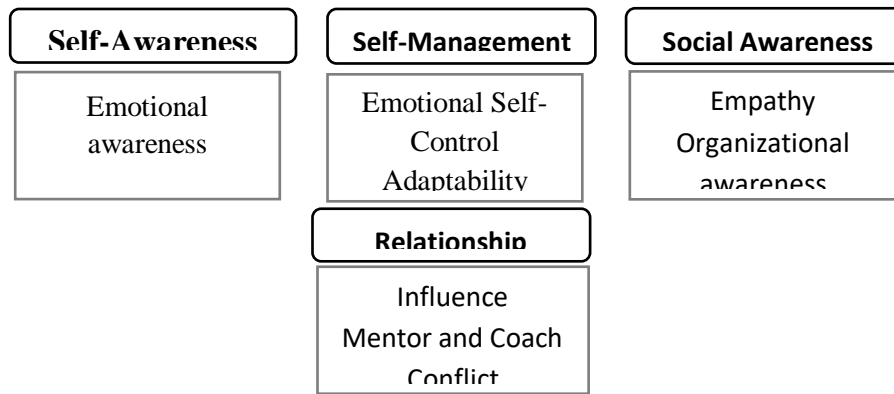 Self-Awareness
Self-Management
Social Awareness
Emotional
awareness
Emotional Self-
Control
Adaptability
Empathy
Organizational
awareness
Relationship
Influence
Mentor and Coach
Conflict